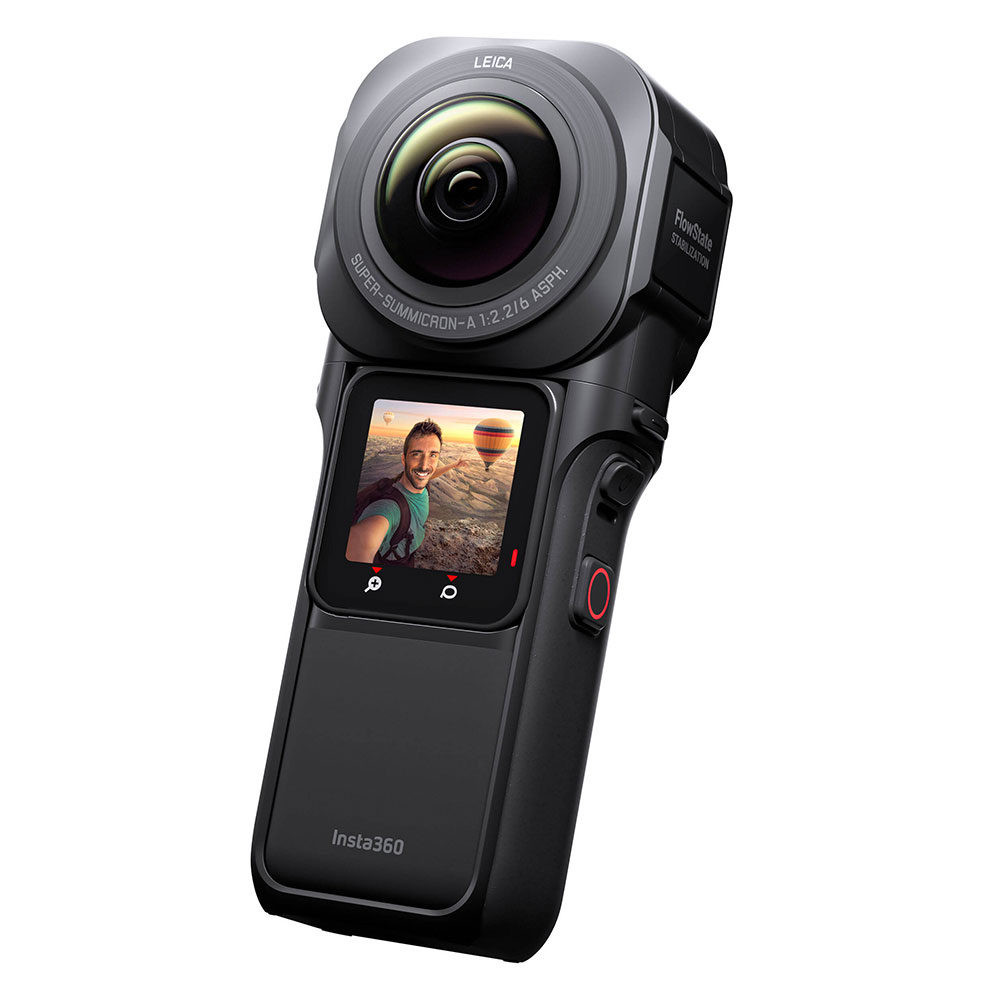 LEICA
SUPER-SUMMICRON-A 1:2.2/6 ASPH.
FlowState
STABILIZATION
Insta360